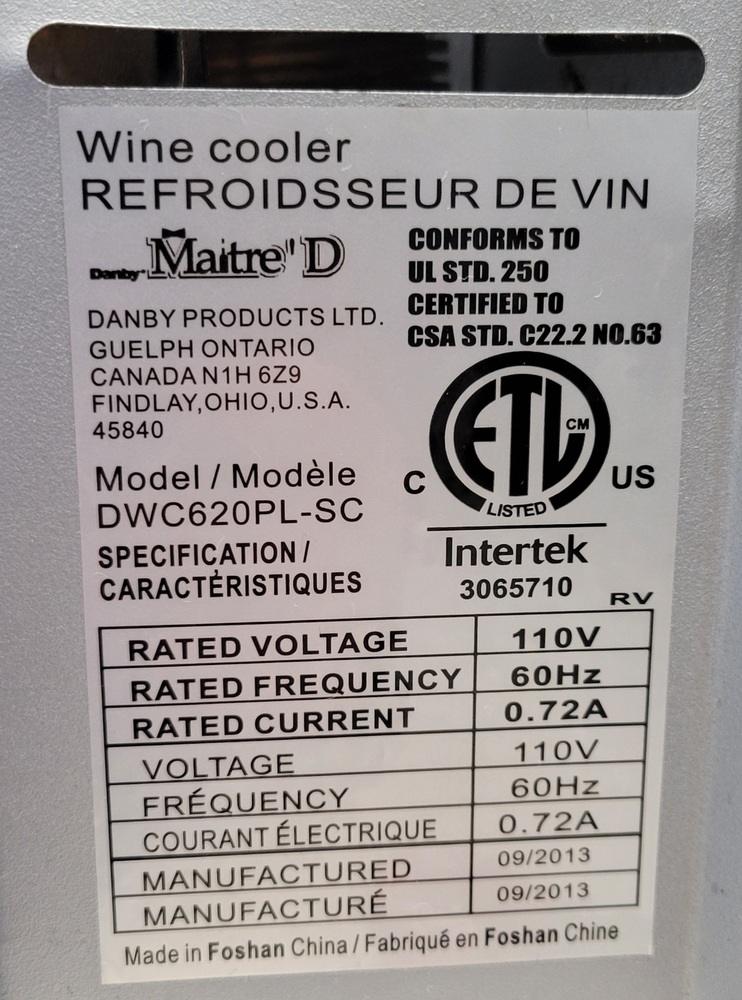 Wine cooler
REFROIDSSEUR DE VIN
Danby Maitre'' D
DANBY PRODUCTS LTD.
GUELPH ONTARIO
CANADA N1H 6Z9
FINDLAY,OHIO,U.S.A.
45840
CONFORMS TO
UL STD. 250
CERTIFIED TO
CSA STD. C22.2 NO.63
C ETL CM US
LISTED
Intertek
3065710
RV
Model / Modèle
DWC620PL-SC
SPECIFICATION /
CARACTÉRISTIQUES
RATED VOLTAGE 110V
RATED FREQUENCY 60Hz
RATED CURRENT 0.72A
VOLTAGE 110V
FRÉQUENCY 60Hz
COURANT ÉLECTRIQUE 0.72A
MANUFACTURED 09/2013
MANUFACTURÉ 09/2013
Made in Foshan China / Fabriqué en Foshan Chine